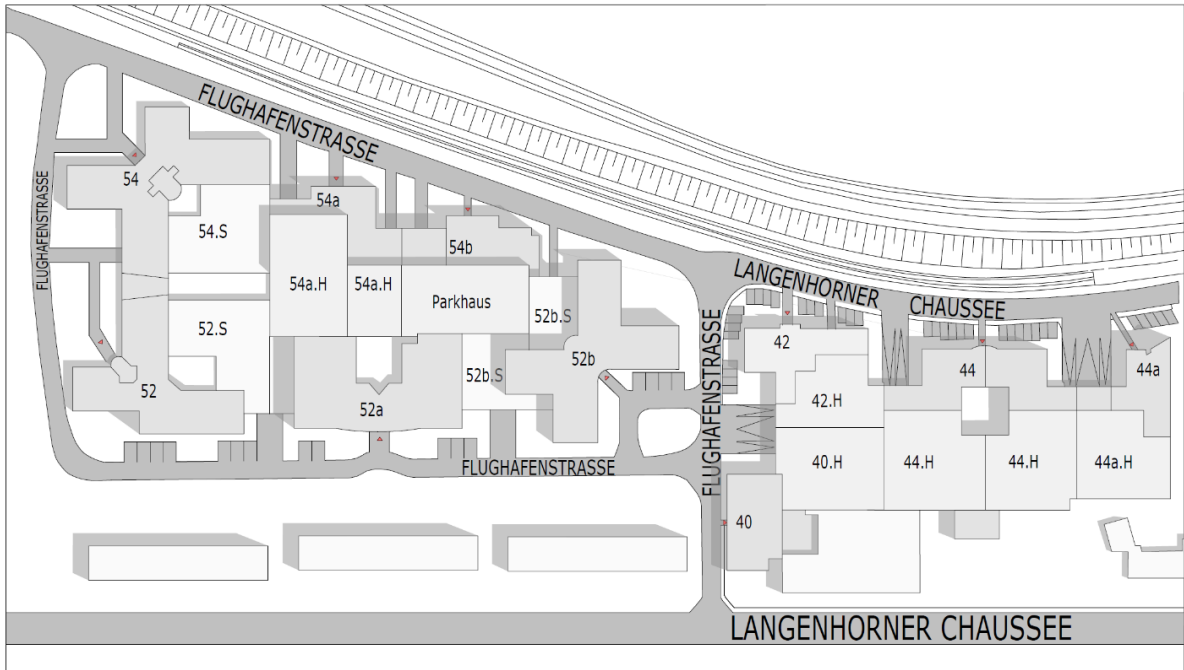 FLUGHAFENSTRASSE
FLUGHAFENSTRASSE
54
54a
54.S
54b
54a.H
54a.H
Parkhaus
52b.S
52.S
52b
52b.S
52
52a
FLUGHAFENSTRASSE
FLUGHAFENSTRASSE
LANGENHORNER CHAUSSEE
42
44
44a
42.H
40.H
44.H
44.H
44a.H
40
LANGENHORNER CHAUSSEE